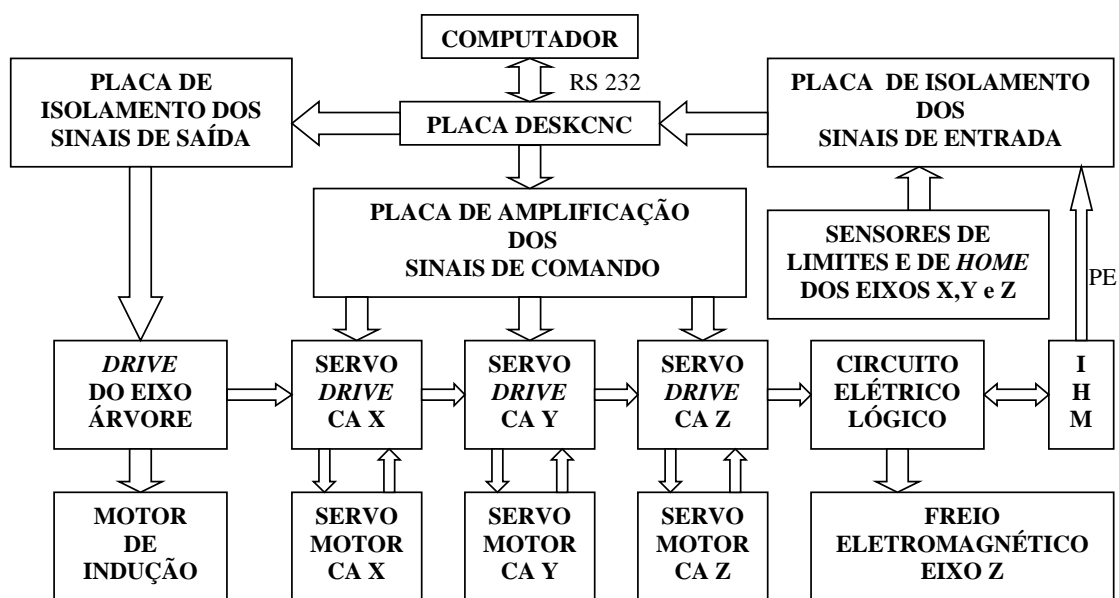 COMPUTADOR
RS 232
PLACA DE
ISOLAMENTO DOS
SINAIS DE SAÍDA
PLACA DESKCNC
PLACA DE ISOLAMENTO
DOS
SINAIS DE ENTRADA
PLACA DE AMPLIFICAÇÃO
DOS
SINAIS DE COMANDO
SENSORES DE
LIMITES E DE HOME
DOS EIXOS X,Y e Z
PE
DRIVE
DO EIXO
ÁRVORE
SERVO
DRIVE
CA X
SERVO
DRIVE
CA Y
SERVO
DRIVE
CA Z
CIRCUITO
ELÉTRICO
LÓGICO
I
H
M
MOTOR
DE
INDUÇÃO
SERVO
MOTOR
CA X
SERVO
MOTOR
CA Y
SERVO
MOTOR
CA Z
FREIO
ELETROMAGNÉTICO
EIXO Z